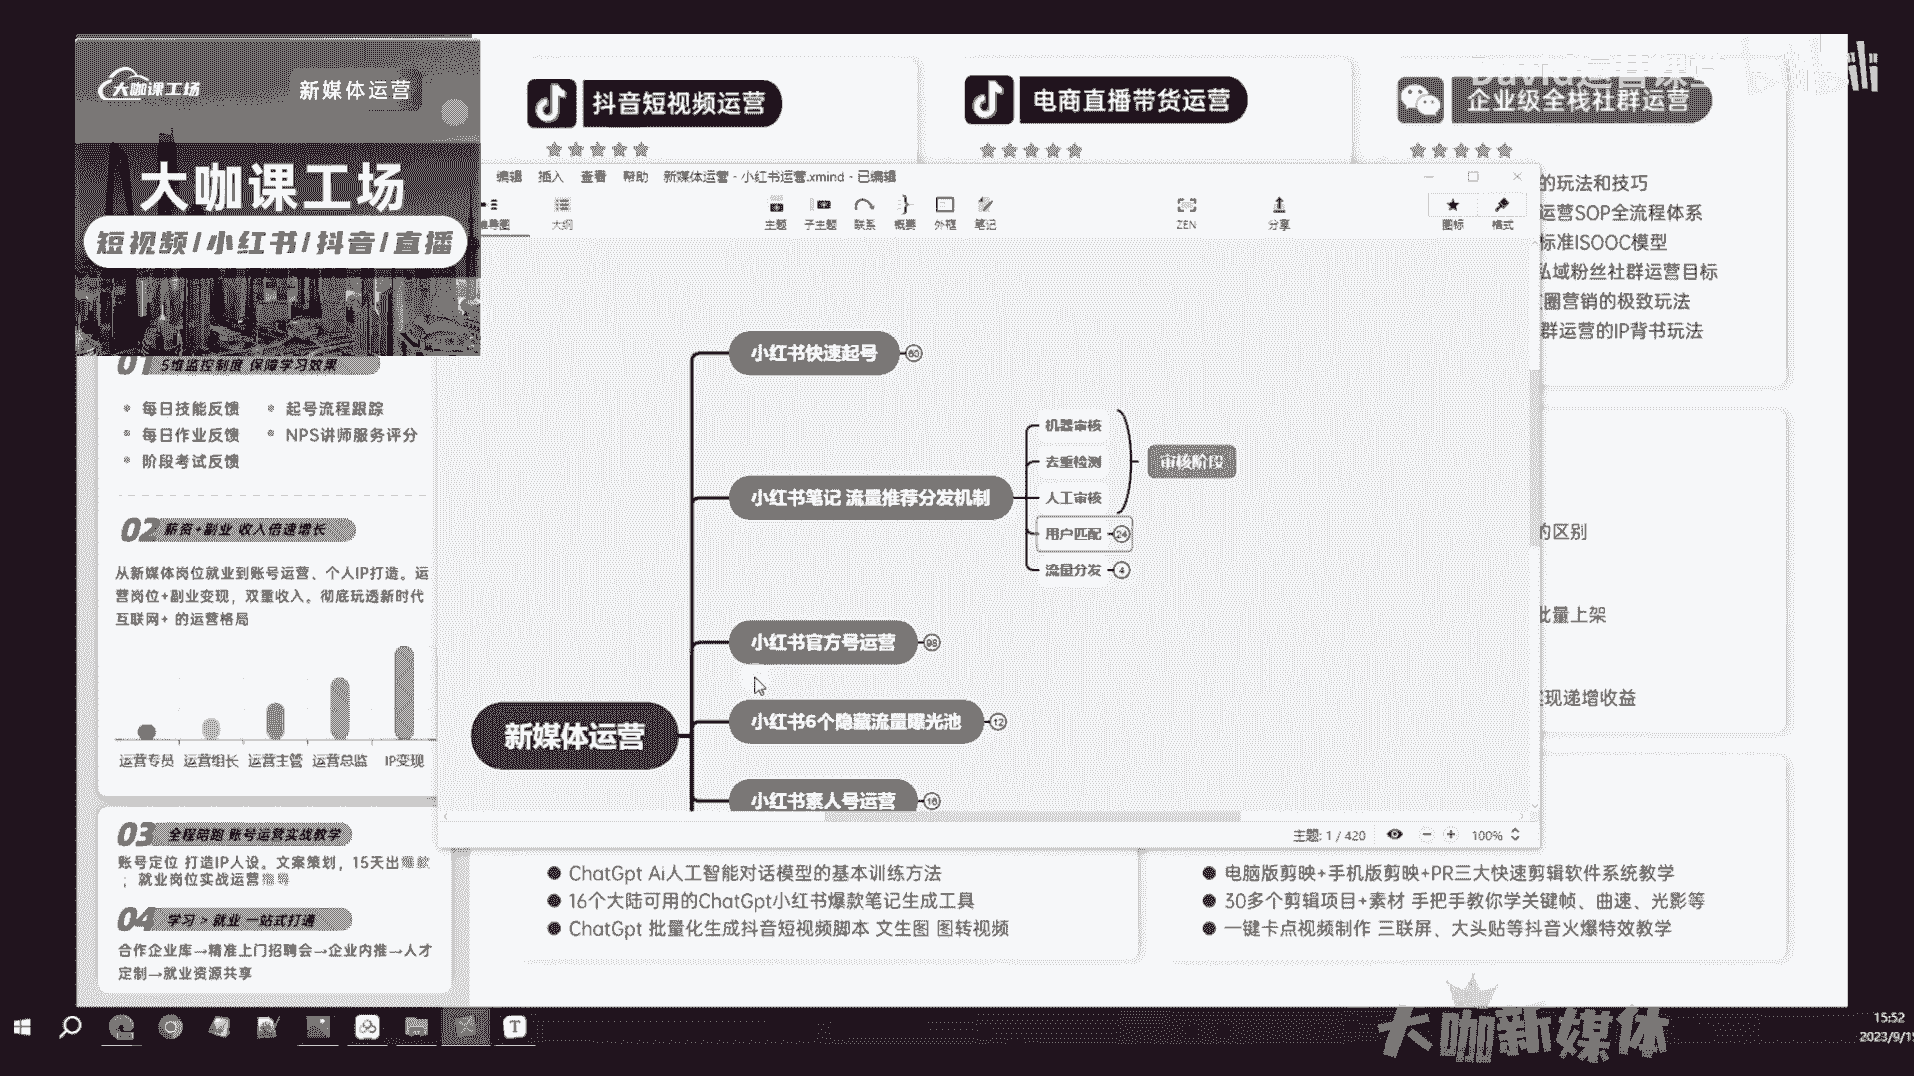 大咖课工场
新媒体运营
大咖课工场
短视频/小红书/抖音/直播
抖音短视频运营
电商直播带货运营
企业级全栈社群运营
的玩法和技巧
运营SOP全流程体系
标准ISOOC模型
私域粉丝社群运营目标
圈营销的极致玩法
群运营的IP背书玩法
编辑 插入 查看 帮助 新媒体运营 - 小红书运营.xmind - 已编辑
导图 大纲 主题 子主题 联系 概要 外框 笔记 ZEN 分享 图标 格式
小红书快速起号 60
小红书笔记 流量推荐分发机制
机器审核
去重检测
人工审核
审核阶段
用户匹配 24
流量分发 4
小红书官方号运营 98
小红书6个隐藏流量曝光池 12
新媒体运营
小红书素人号运营 16
主题: 1 / 420 100%
01 5维监控制度 保障学习效果
每日技能反馈 起号流程跟踪
每日作业反馈 NPS讲师服务评分
阶段考试反馈
02 薪资+副业 收入倍速增长
从新媒体岗位就业到账号运营、个人IP打造。运
营岗位+副业变现，双重收入。彻底玩透新时代
互联网+ 的运营格局
运营专员 运营组长 运营主管 运营总监 IP变现
03 全程陪跑 账号运营实战教学
账号定位 打造IP人设。文案策划，15天出爆款
；就业岗位实战运营
04 学习 > 就业 一站式打通
合作企业库→精准上门招聘会→企业内推→人才
定制→就业资源共享
的区别
批量上架
现递增收益
ChatGpt Ai人工智能对话模型的基本训练方法
16个大陆可用的ChatGpt小红书爆款笔记生成工具
ChatGpt 批量化生成抖音短视频脚本 文生图 图转视频
电脑版剪映+手机版剪映+PR三大快速剪辑软件系统教学
30多个剪辑项目+素材 手把手教你学关键帧、曲速、光影等
一键卡点视频制作 三联屏、大头贴等抖音火爆特效教学
大咖新媒体
15:52